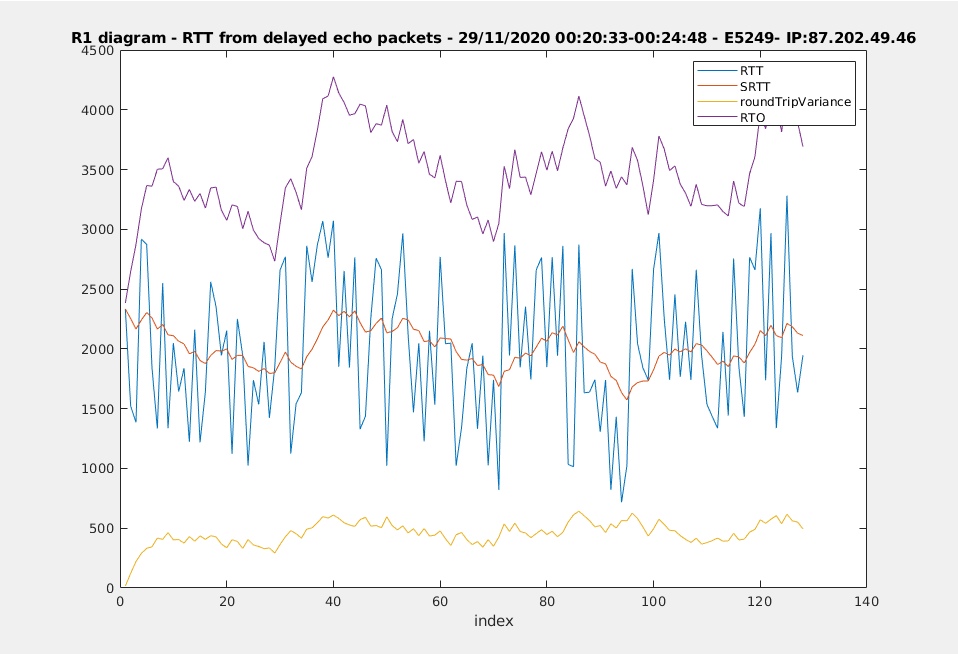 R1 diagram - RTT from delayed echo packets - 29/11/2020 00:20:33-00:24:48 - E5249- IP:87.202.49.46
4500
4000
3500
3000
2500
2000
1500
1000
500
0
RTT
SRTT
roundTripVariance
RTO
0 20 40 60 80 100 120 140
index